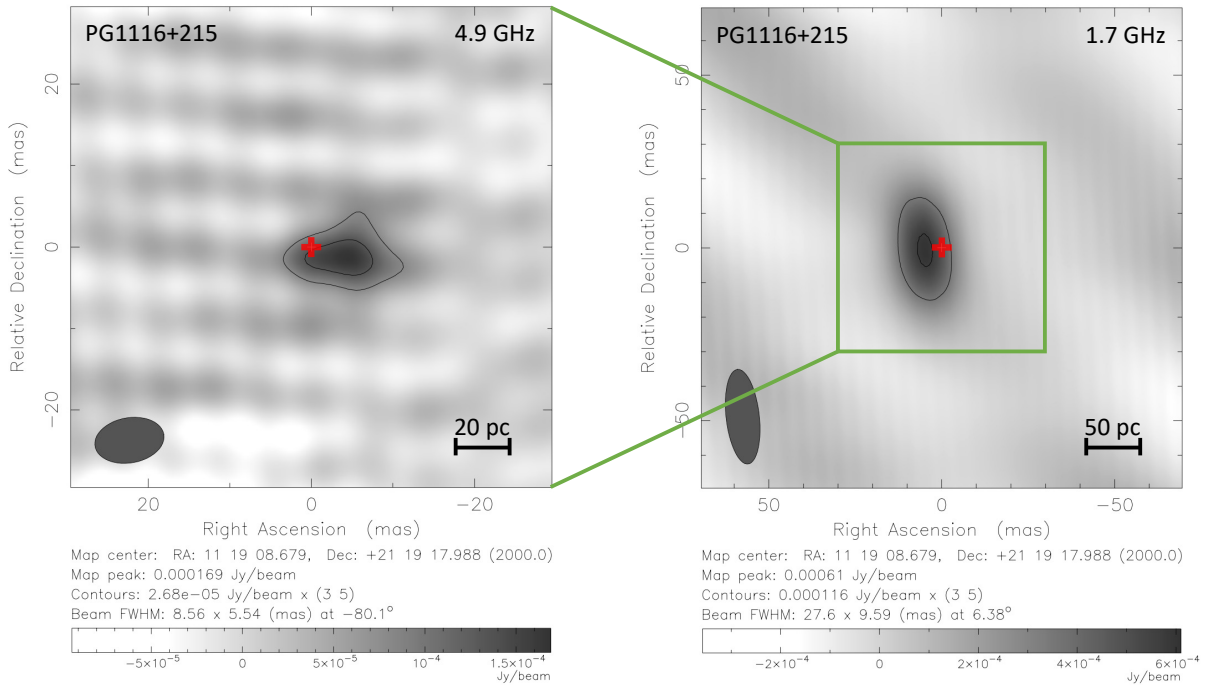 PG1116+215 4.9 GHz
20
0
−20
Relative Declination (mas)
20 pc
20 0 −20
Right Ascension (mas)
Map center: RA: 11 19 08.679, Dec: +21 19 17.988 (2000.0)
Map peak: 0.000169 Jy/beam
Contours: 2.68e−05 Jy/beam x (3 5)
Beam FWHM: 8.56 x 5.54 (mas) at −80.1°
−5×10⁻⁵ 0 5×10⁻⁵ 10⁻⁴ 1.5×10⁻⁴
Jy/beam
PG1116+215 1.7 GHz
50
0
−50
Relative Declination (mas)
50 pc
50 0 −50
Right Ascension (mas)
Map center: RA: 11 19 08.679, Dec: +21 19 17.988 (2000.0)
Map peak: 0.00061 Jy/beam
Contours: 0.000116 Jy/beam x (3 5)
Beam FWHM: 27.6 x 9.59 (mas) at 6.38°
−2×10⁻⁴ 0 2×10⁻⁴ 4×10⁻⁴ 6×10⁻⁴
Jy/beam